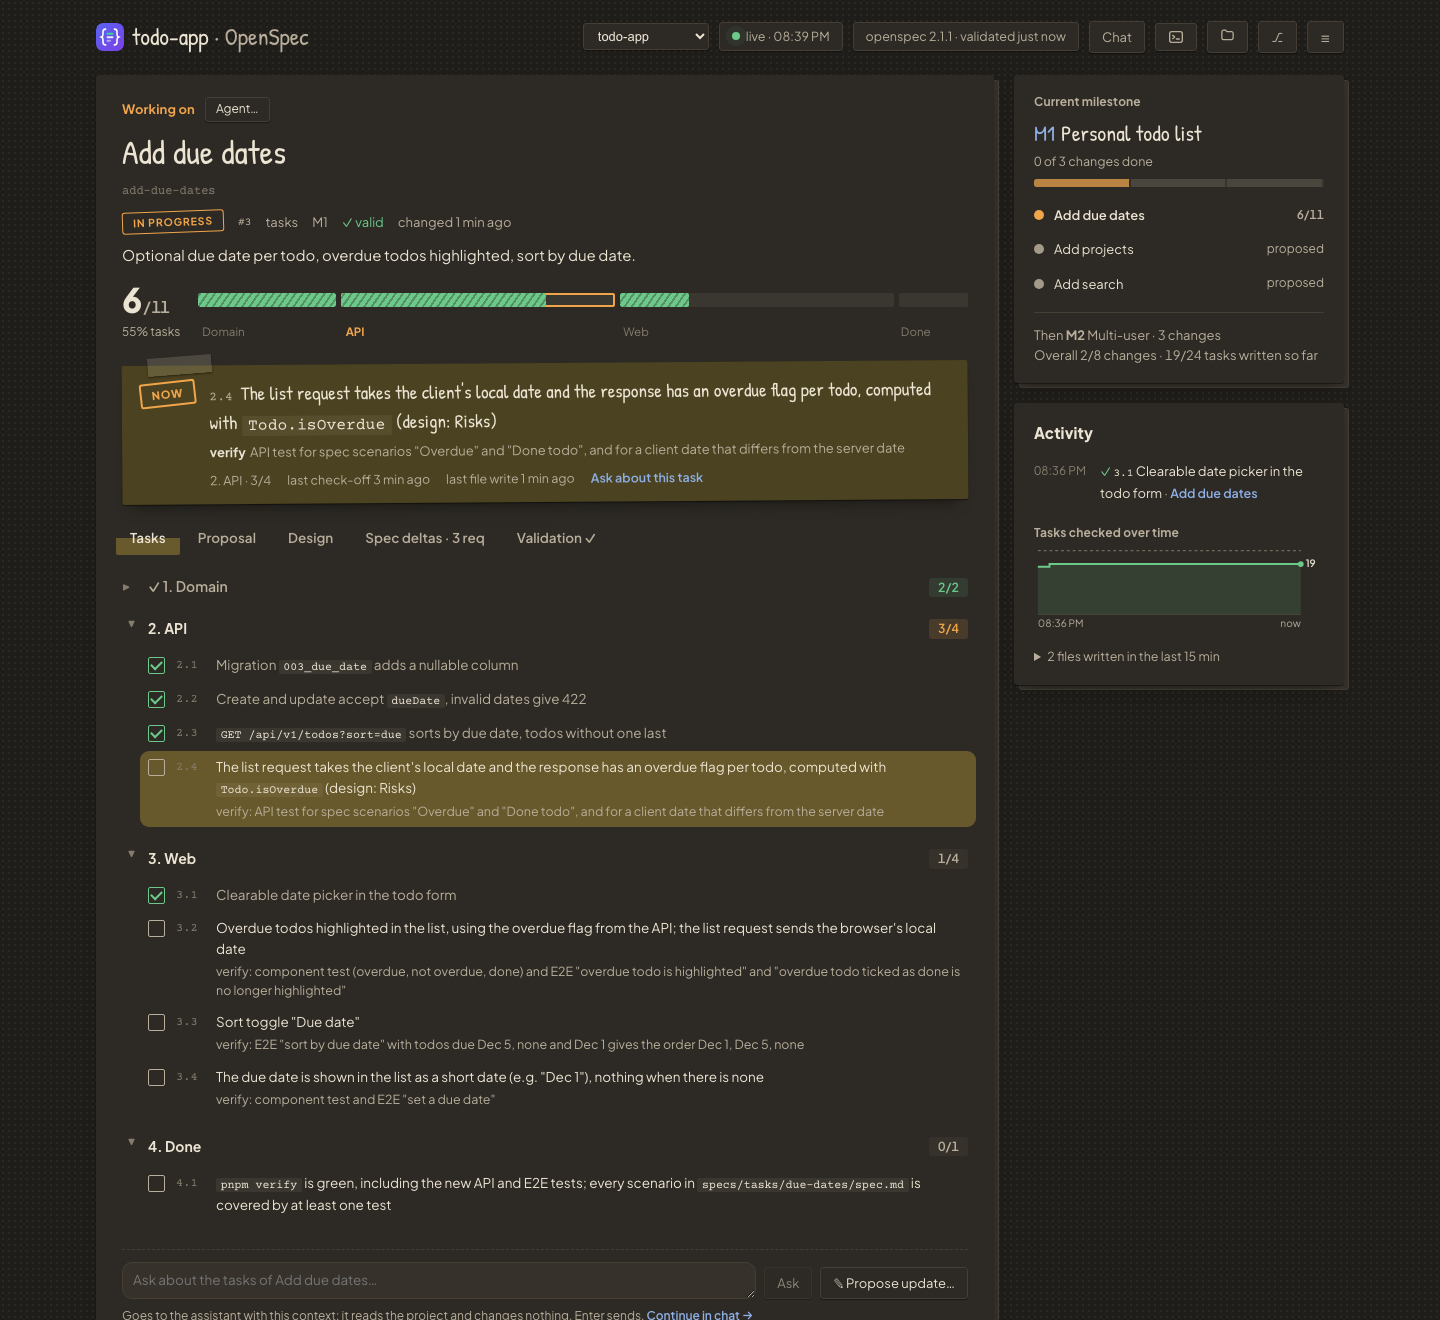 todo-app · OpenSpec
todo-app
live · 08:39 PM
openspec 2.1.1 · validated just now
Chat
Working on
Agent...
Add due dates
add-due-dates
IN PROGRESS #3 tasks M1 ✓ valid changed 1 min ago
Optional due date per todo, overdue todos highlighted, sort by due date.
6/11
55% tasks
Domain API Web Done
NOW
2.4 The list request takes the client's local date and the response has an overdue flag per todo, computed
with Todo.isOverdue (design: Risks)
verify API test for spec scenarios "Overdue" and "Done todo", and for a client date that differs from the server date
2. API · 3/4 last check-off 3 min ago last file write 1 min ago Ask about this task
Tasks Proposal Design Spec deltas · 3 req Validation ✓
✓ 1. Domain 2/2
2. API 3/4
2.1 Migration 003_due_date adds a nullable column
2.2 Create and update accept dueDate, invalid dates give 422
2.3 GET /api/v1/todos?sort=due sorts by due date, todos without one last
2.4 The list request takes the client's local date and the response has an overdue flag per todo, computed with
Todo.isOverdue (design: Risks)
verify: API test for spec scenarios "Overdue" and "Done todo", and for a client date that differs from the server date
3. Web 1/4
3.1 Clearable date picker in the todo form
3.2 Overdue todos highlighted in the list, using the overdue flag from the API; the list request sends the browser's local
date
verify: component test (overdue, not overdue, done) and E2E "overdue todo is highlighted" and "overdue todo ticked as done is
no longer highlighted"
3.3 Sort toggle "Due date"
verify: E2E "sort by due date" with todos due Dec 5, none and Dec 1 gives the order Dec 1, Dec 5, none
3.4 The due date is shown in the list as a short date (e.g. "Dec 1"), nothing when there is none
verify: component test and E2E "set a due date"
4. Done 0/1
4.1 pnpm verify is green, including the new API and E2E tests; every scenario in specs/tasks/due-dates/spec.md is
covered by at least one test
Ask about the tasks of Add due dates...
Ask
✎ Propose update...
Goes to the assistant with this context; it reads the project and changes nothing. Enter sends. Continue in chat →
Current milestone
M1 Personal todo list
0 of 3 changes done
Add due dates 6/11
Add projects proposed
Add search proposed
Then M2 Multi-user · 3 changes
Overall 2/8 changes · 19/24 tasks written so far
Activity
08:36 PM ✓ 3.1 Clearable date picker in the
todo form · Add due dates
Tasks checked over time
19
08:36 PM now
2 files written in the last 15 min